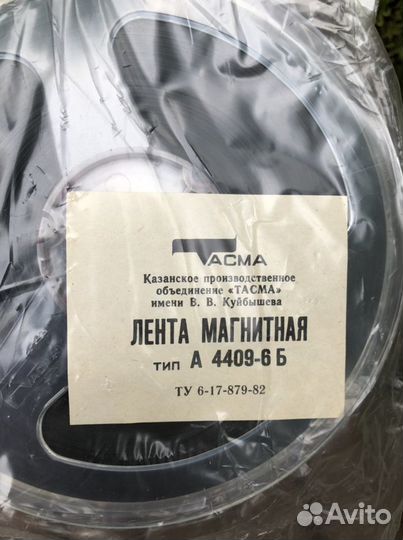 ТАСМА
Казанское производственное
объединение «ТАСМА»
имени В. В. Куйбышева
ЛЕНТА МАГНИТНАЯ
тип А 4409-6 Б
ТУ 6-17-879-82
Avito